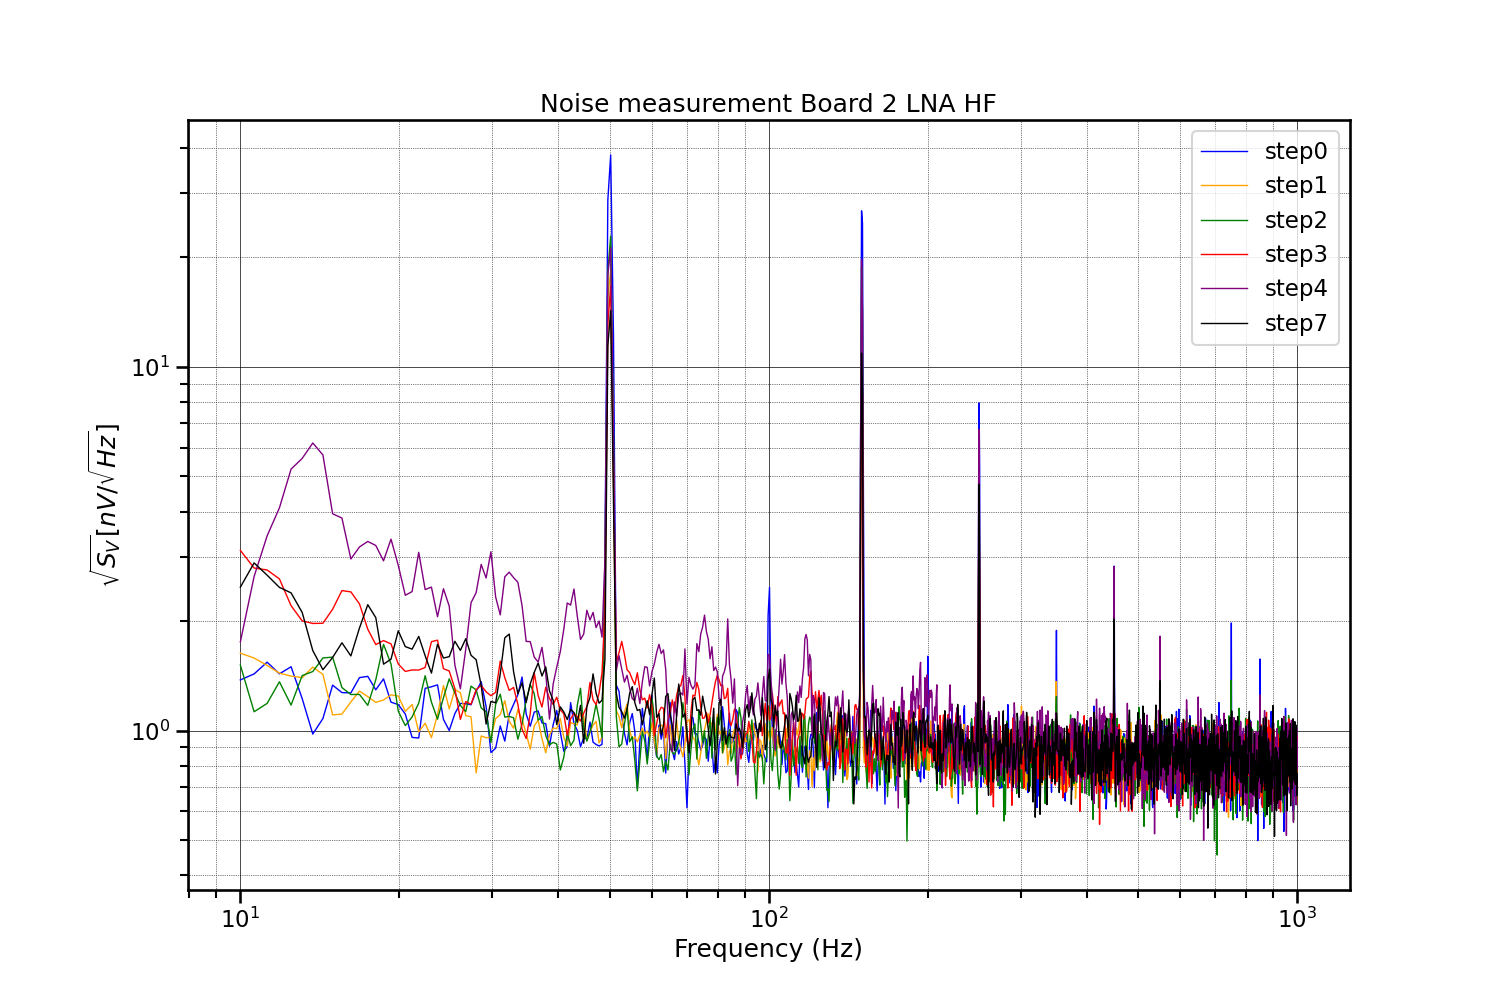 Noise measurement Board 2 LNA HF
step0
step1
step2
step3
step4
step7
10¹
10⁰
√S_V[nV/√Hz]
10¹ 10² 10³
Frequency (Hz)